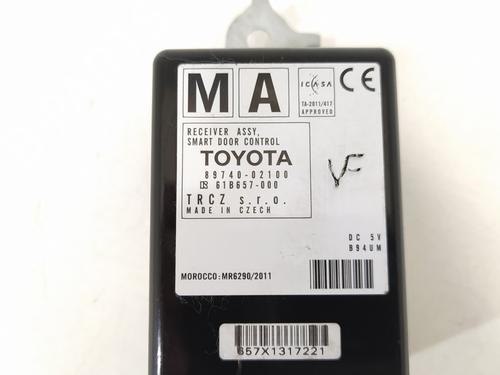 MA
ICASA
TA-2011/417
APPROVED
CE
RECEIVER ASSY,
SMART DOOR CONTROL
TOYOTA
89740-02100
61B657-000
TRCZ s.r.o.
MADE IN CZECH
VF
DC 5V
B94UM
MOROCCO:MR6290/2011
657X1317221